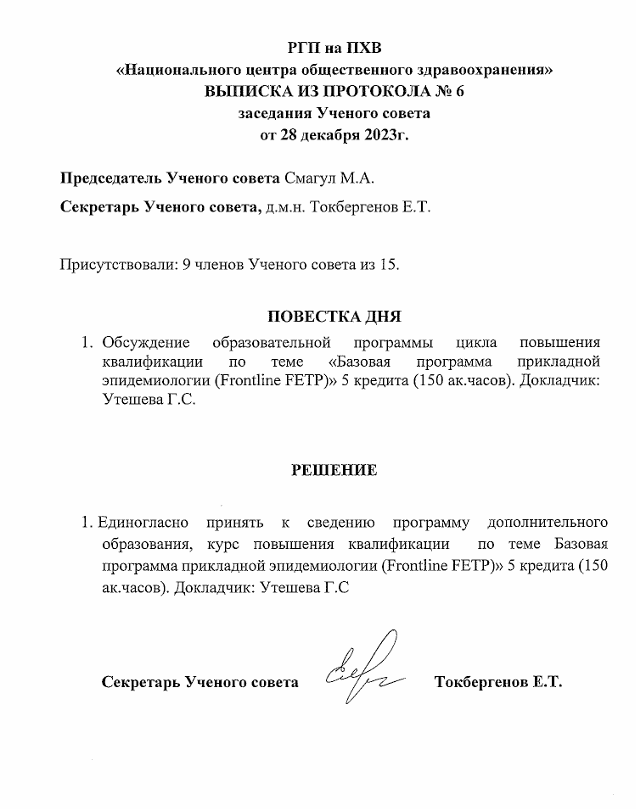 РГП на ПХВ
«Национального центра общественного здравоохранения»
ВЫПИСКА ИЗ ПРОТОКОЛА № 6
заседания Ученого совета
от 28 декабря 2023г.
Председатель Ученого совета Смагул М.А.
Секретарь Ученого совета, д.м.н. Токбергенов Е.Т.
Присутствовали: 9 членов Ученого совета из 15.
ПОВЕСТКА ДНЯ
1. Обсуждение образовательной программы цикла повышения
квалификации по теме «Базовая программа прикладной
эпидемиологии (Frontline FETP)» 5 кредита (150 ак.часов). Докладчик:
Утешева Г.С.
РЕШЕНИЕ
1. Единогласно принять к сведению программу дополнительного
образования, курс повышения квалификации по теме Базовая
программа прикладной эпидемиологии (Frontline FETP)» 5 кредита (150
ак.часов). Докладчик: Утешева Г.С
Секретарь Ученого совета Токбергенов Е.Т.